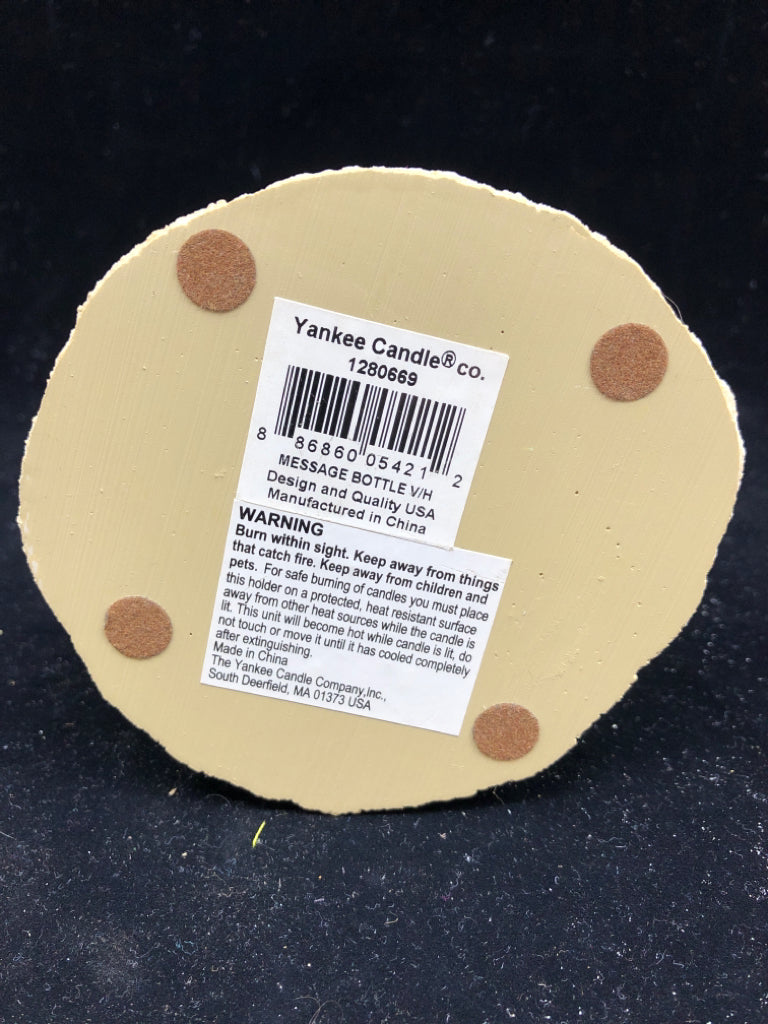 Yankee Candle® co.
1280669
8 86860 05421 2
MESSAGE BOTTLE V/H
Design and Quality USA
Manufactured in China
WARNING
Burn within sight. Keep away from things
that catch fire. Keep away from children and
pets. For safe burning of candles you must place
this holder on a protected, heat resistant surface
away from other heat sources while the candle is
lit. This unit will become hot while candle is lit, do
not touch or move it until it has cooled completely
after extinguishing.
Made in China
The Yankee Candle Company,Inc.,
South Deerfield, MA 01373 USA